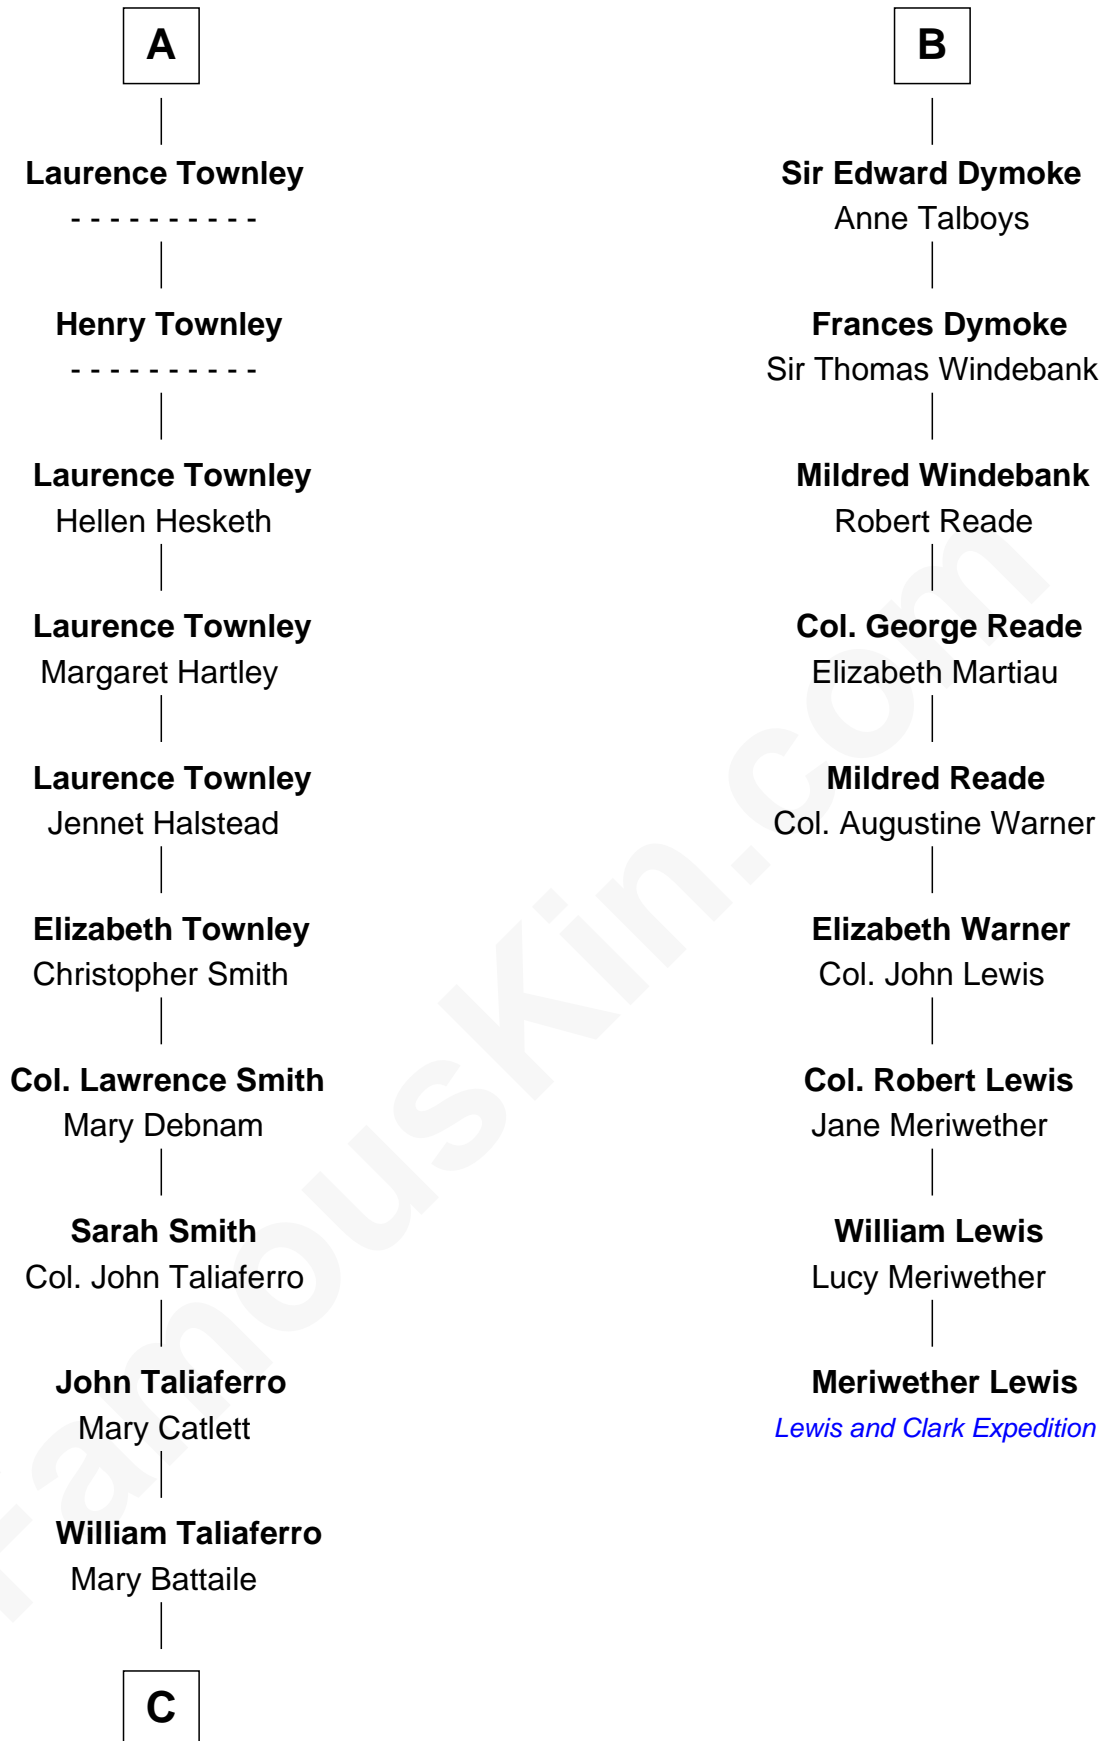 A
Laurence Townley
- - - - - - - - - -
Henry Townley
- - - - - - - - - -
Laurence Townley
Hellen Hesketh
Laurence Townley
Margaret Hartley
Laurence Townley
Jennet Halstead
Elizabeth Townley
Christopher Smith
Col. Lawrence Smith
Mary Debnam
Sarah Smith
Col. John Taliaferro
John Taliaferro
Mary Catlett
William Taliaferro
Mary Battaile
C
B
Sir Edward Dymoke
Anne Talboys
Frances Dymoke
Sir Thomas Windebank
Mildred Windebank
Robert Reade
Col. George Reade
Elizabeth Martiau
Mildred Reade
Col. Augustine Warner
Elizabeth Warner
Col. John Lewis
Col. Robert Lewis
Jane Meriwether
William Lewis
Lucy Meriwether
Meriwether Lewis
Lewis and Clark Expedition
FamousKin.com